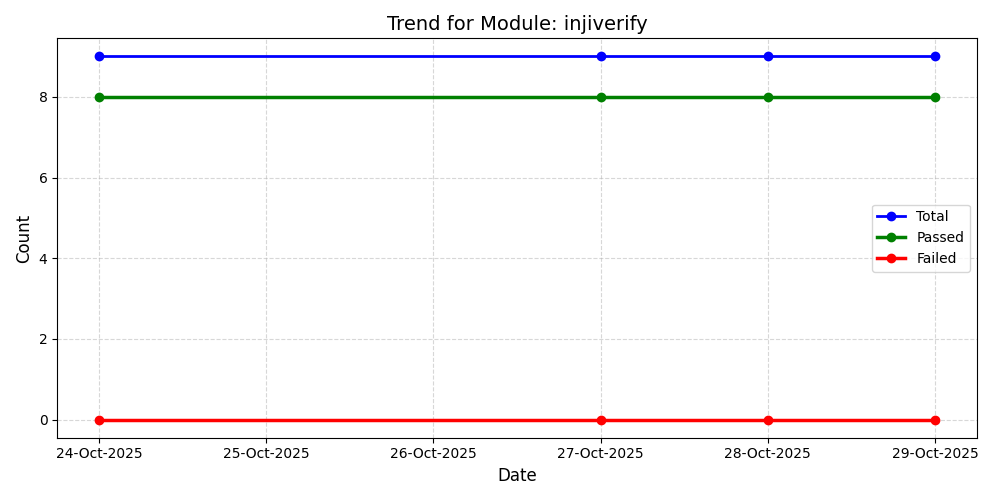 Trend for Module: injiverify
Count
8
6
4
2
0
Total
Passed
Failed
24-Oct-2025 25-Oct-2025 26-Oct-2025 27-Oct-2025 28-Oct-2025 29-Oct-2025
Date